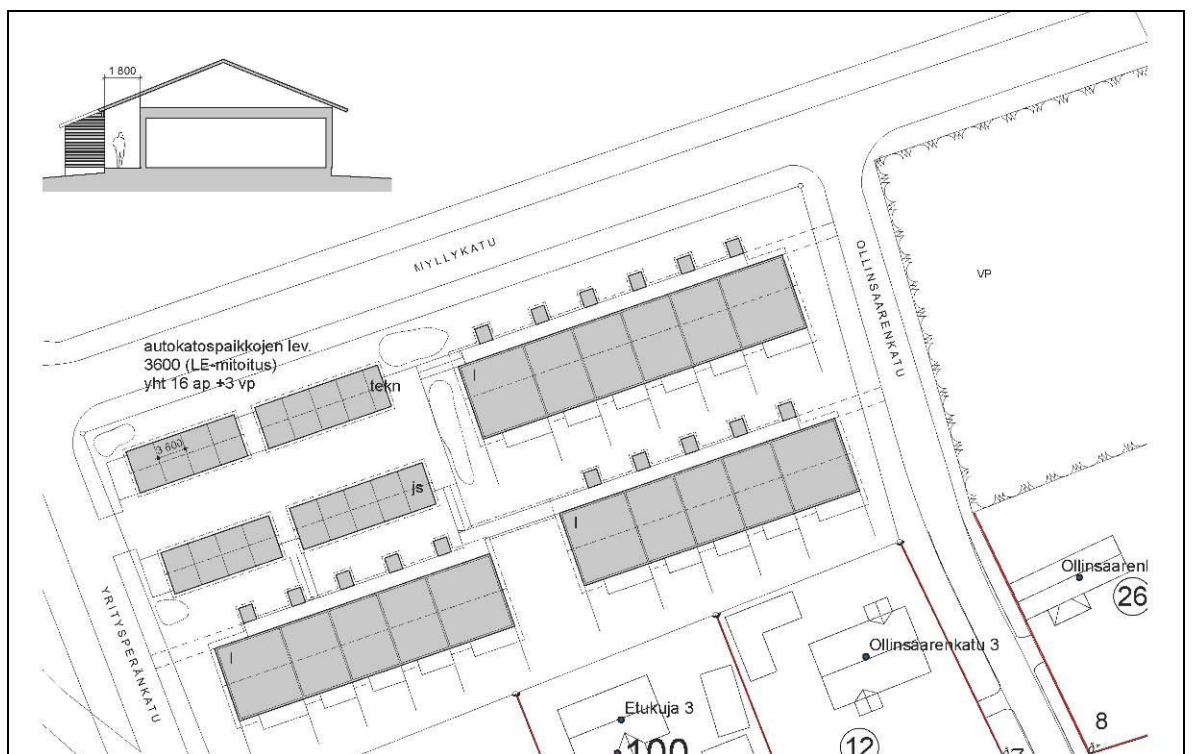 1 800
MYLLYKATU
OLLINSAARENKATU
VP
autokatospaikkojen lev.
3600 (LE-mitoitus)
yht 16 ap +3 vp
tekn
I
3 600
js
I
I
YRITYSPERÄNKATU
Ollinsaarenl
26
Ollinsaarenkatu 3
Etukuja 3
100
12
8